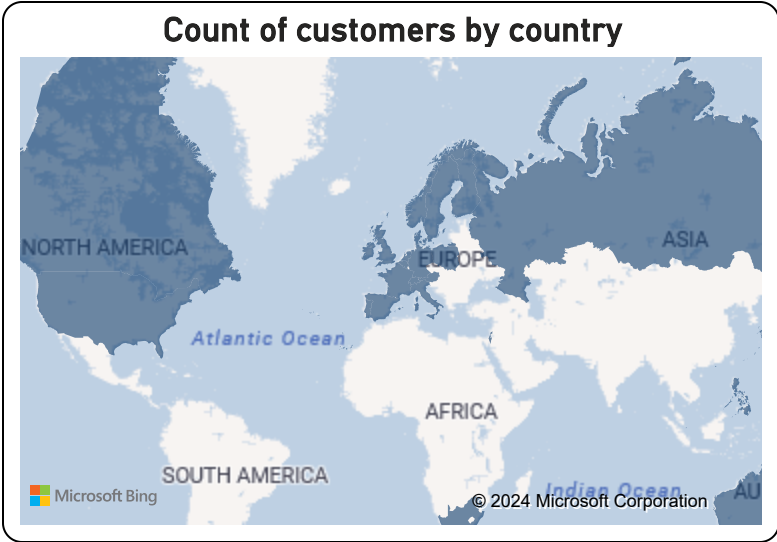 Count of customers by country
NORTH AMERICA
EUROPE
ASIA
Atlantic Ocean
AFRICA
SOUTH AMERICA
Indian Ocean
AU
Microsoft Bing
© 2024 Microsoft Corporation